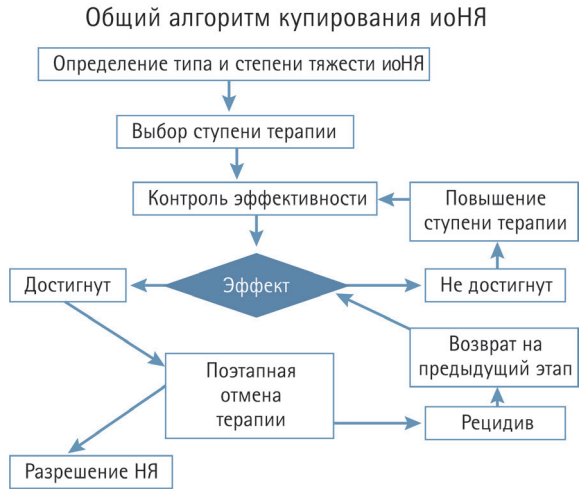 Общий алгоритм купирования иоНЯ
Определение типа и степени тяжести иоНЯ
Выбор ступени терапии
Контроль эффективности
Повышение
ступени терапии
Достигнут
Эффект
Не достигнут
Возврат на
предыдущий этап
Поэтапная
отмена
терапии
Рецидив
Разрешение НЯ